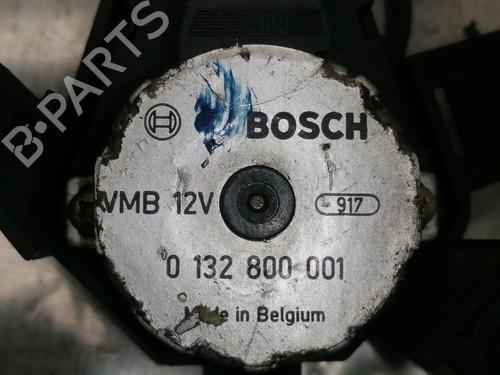 B-PARTS
BOSCH
VMB 12V
917
0 132 800 001
Made in Belgium